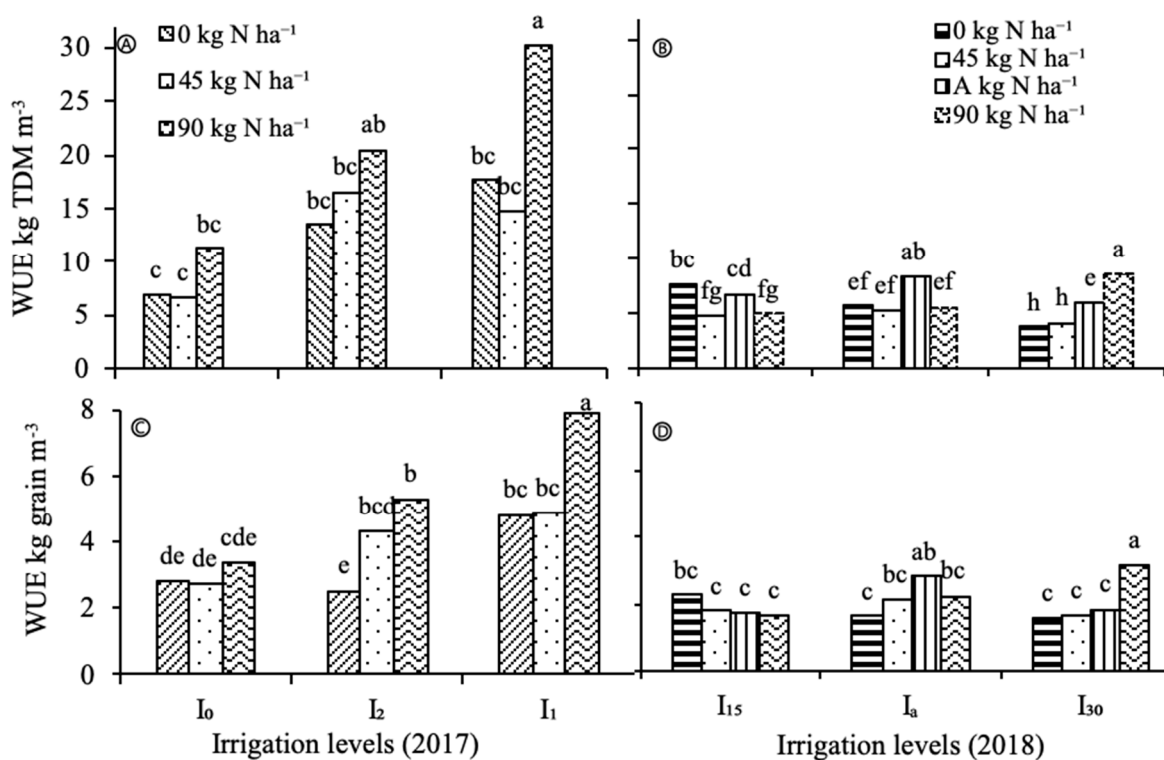 Ⓐ
0 kg N ha⁻¹
45 kg N ha⁻¹
90 kg N ha⁻¹
WUE kg TDM m⁻³
30
25
20
15
10
5
0
c c bc
bc bc ab
bc bc a
Ⓑ
0 kg N ha⁻¹
45 kg N ha⁻¹
A kg N ha⁻¹
90 kg N ha⁻¹
bc fg cd fg
ef ef ab ef
h h e a
Ⓒ
WUE kg grain m⁻³
8
6
4
2
0
de de cde
e bcd b
bc bc a
I₀ I₂ I₁
Irrigation levels (2017)
Ⓓ
bc c c c
c bc ab bc
c c c a
I₁₅ Iₐ I₃₀
Irrigation levels (2018)